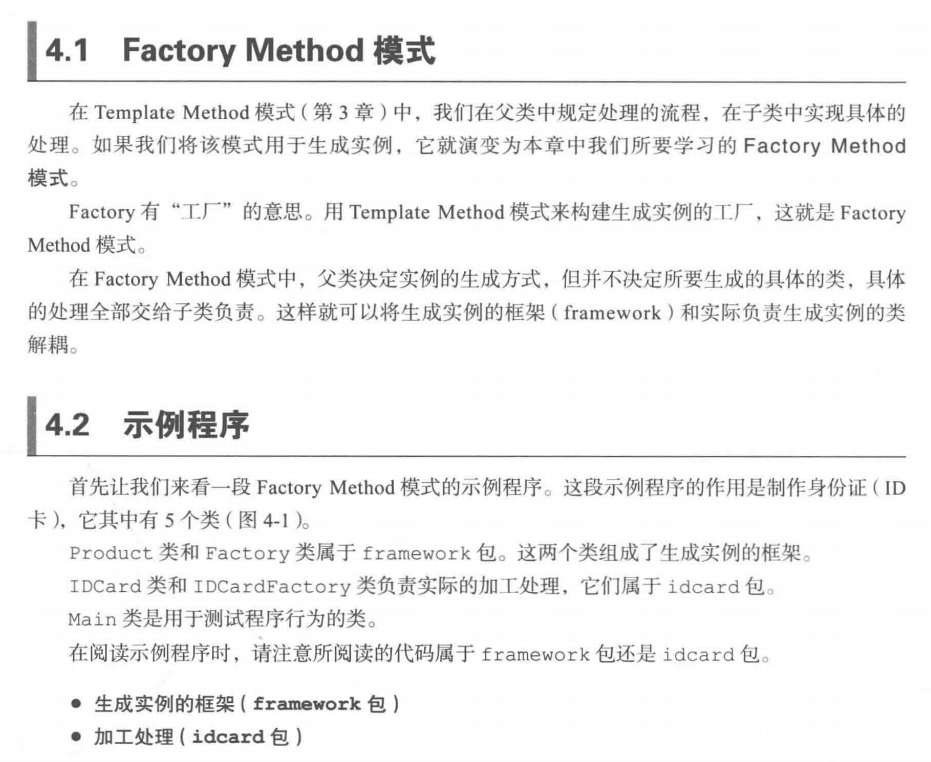 4.1 Factory Method 模式
在 Template Method 模式（第 3 章）中，我们在父类中规定处理的流程，在子类中实现具体的
处理。如果我们将该模式用于生成实例，它就演变为本章中我们所要学习的 Factory Method
模式。
Factory 有“工厂”的意思。用 Template Method 模式来构建生成实例的工厂，这就是 Factory
Method 模式。
在 Factory Method 模式中，父类决定实例的生成方式，但并不决定所要生成的具体的类，具体
的处理全部交给子类负责。这样就可以将生成实例的框架（framework）和实际负责生成实例的类
解耦。
4.2 示例程序
首先让我们来看一段 Factory Method 模式的示例程序。这段示例程序的作用是制作身份证（ID
卡），它其中有 5 个类（图 4-1）。
Product 类和 Factory 类属于 framework 包。这两个类组成了生成实例的框架。
IDCard 类和 IDCardFactory 类负责实际的加工处理，它们属于 idcard 包。
Main 类是用于测试程序行为的类。
在阅读示例程序时，请注意所阅读的代码属于 framework 包还是 idcard 包。
● 生成实例的框架（framework 包）
● 加工处理（idcard 包）